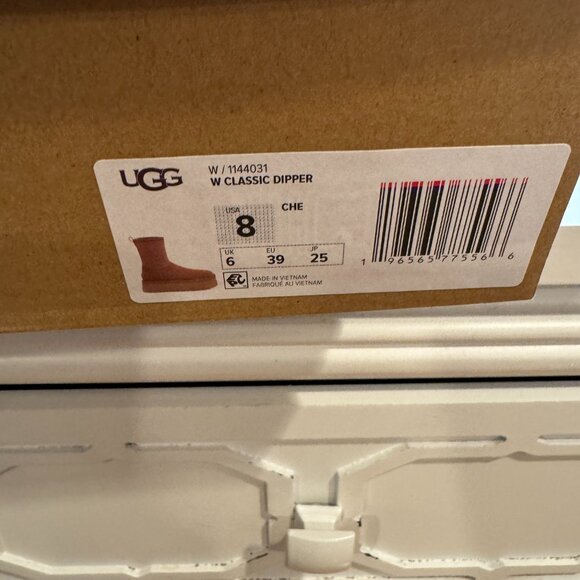 UGG
W / 1144031
W CLASSIC DIPPER
USA
8
CHE
UK EU JP
6 39 25
MADE IN VIETNAM
FABRIQUÉ AU VIETNAM
1 96565 77556 6